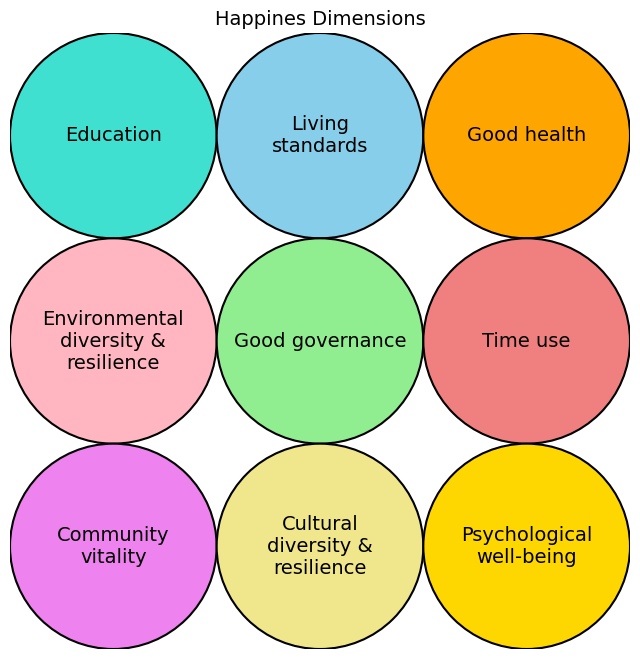 Happines Dimensions
Education
Living
standards
Good health
Environmental
diversity &
resilience
Good governance
Time use
Community
vitality
Cultural
diversity &
resilience
Psychological
well-being